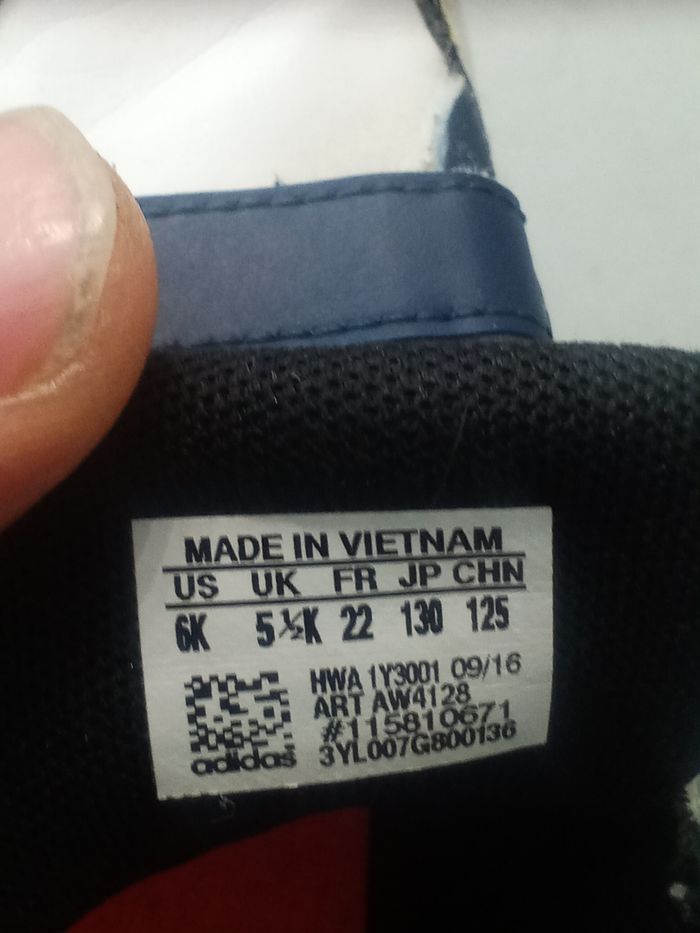 MADE IN VIETNAM
US UK FR JP CHN
6K 5½K 22 130 125
HWA 1Y3001 09/16
ART AW4128
#115810671
3YL007G800136
adidas